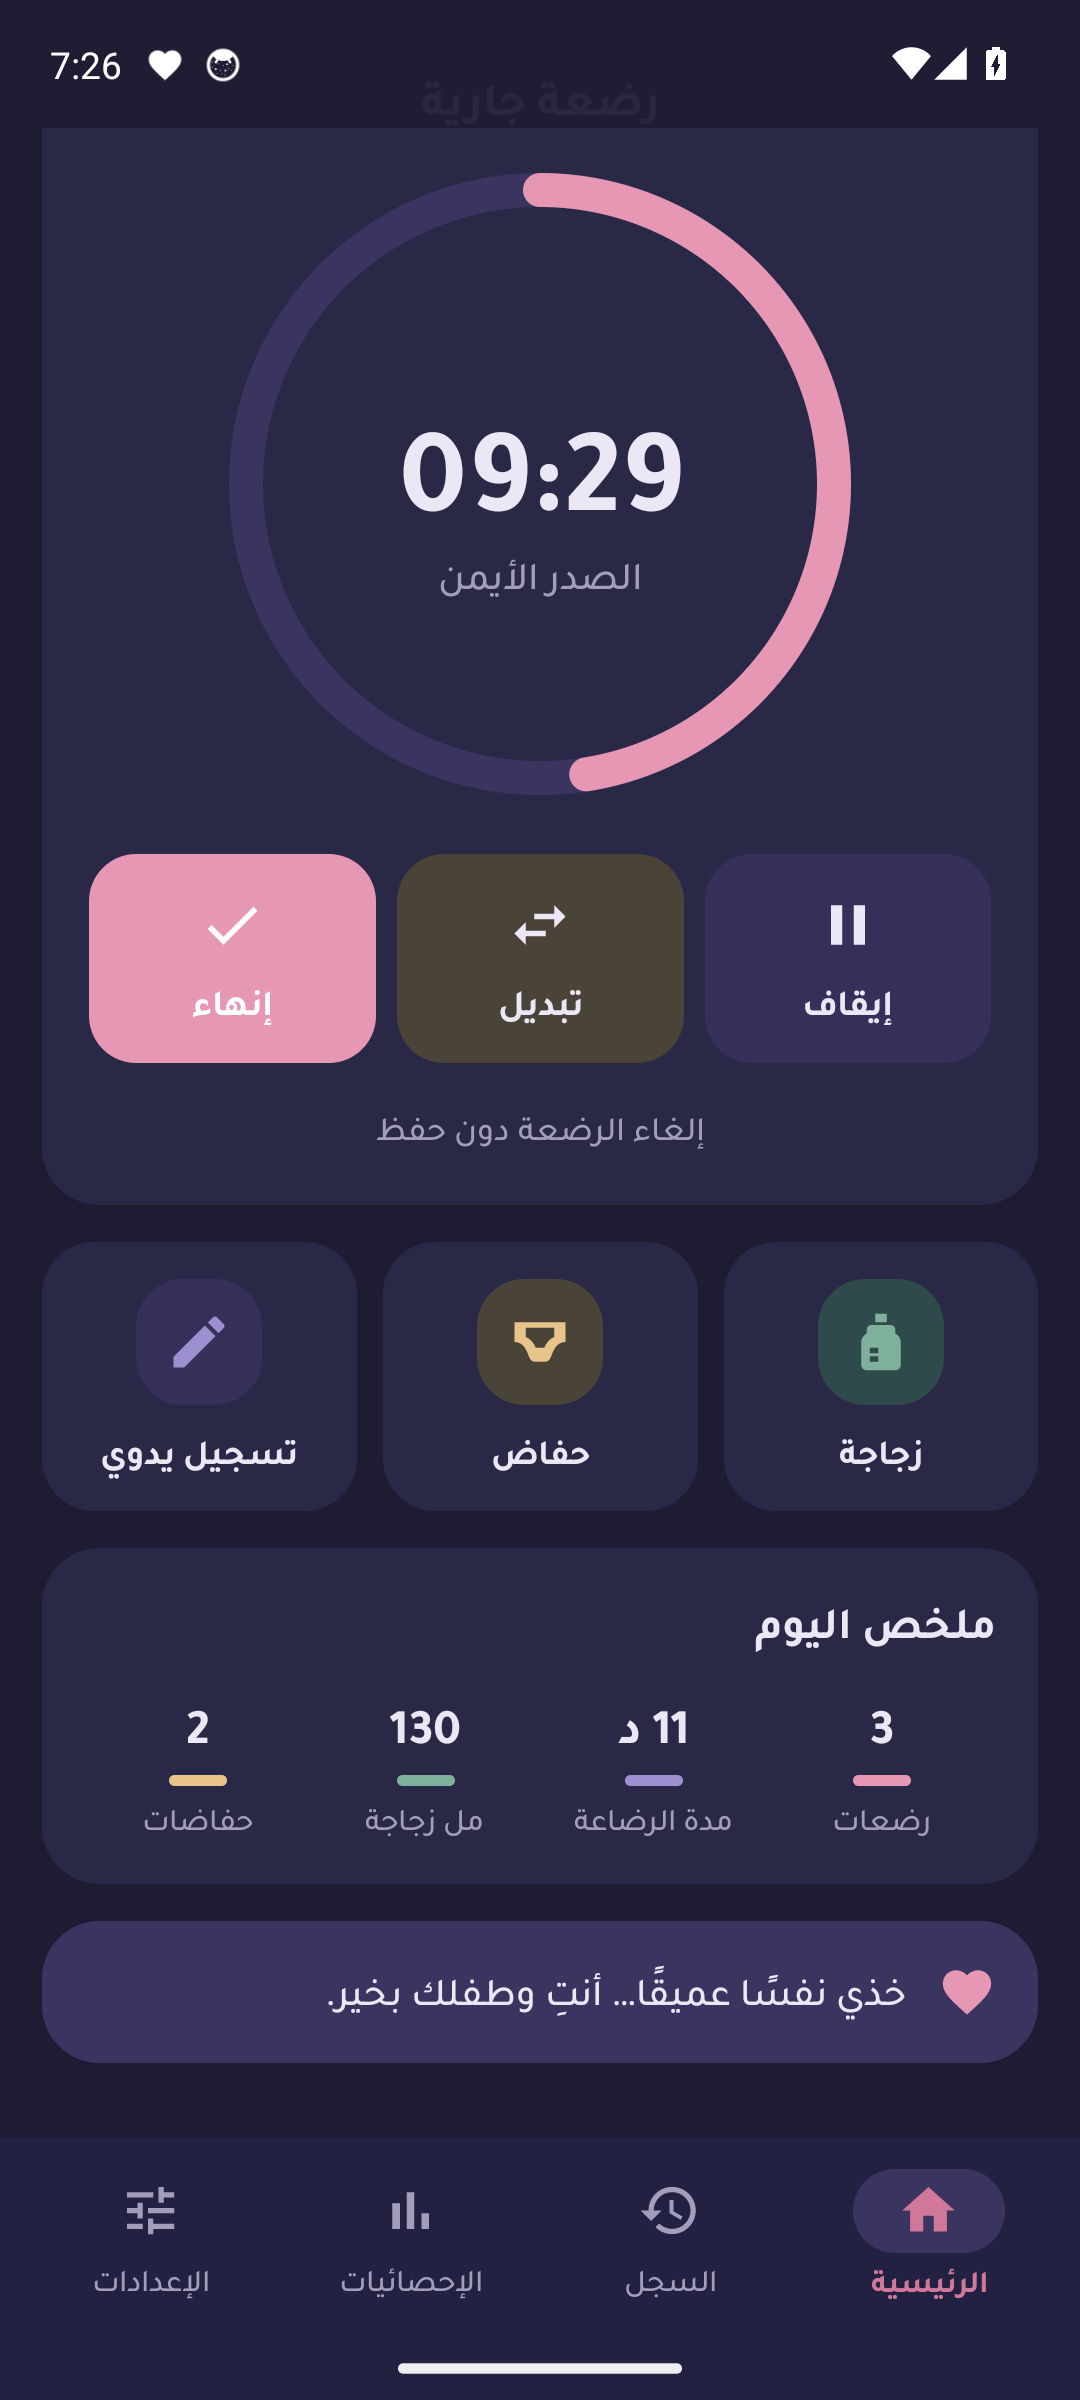 7:26
رضعة جارية
09:29
الصدر الأيمن
إيقاف
تبديل
إنهاء
إلغاء الرضعة دون حفظ
زجاجة
حفاض
تسجيل يدوي
ملخص اليوم
3
11 د
130
2
رضعات
مدة الرضاعة
مل زجاجة
حفاضات
خذي نفسًا عميقًا... أنتِ وطفلك بخير.
الرئيسية
السجل
الإحصائيات
الإعدادات